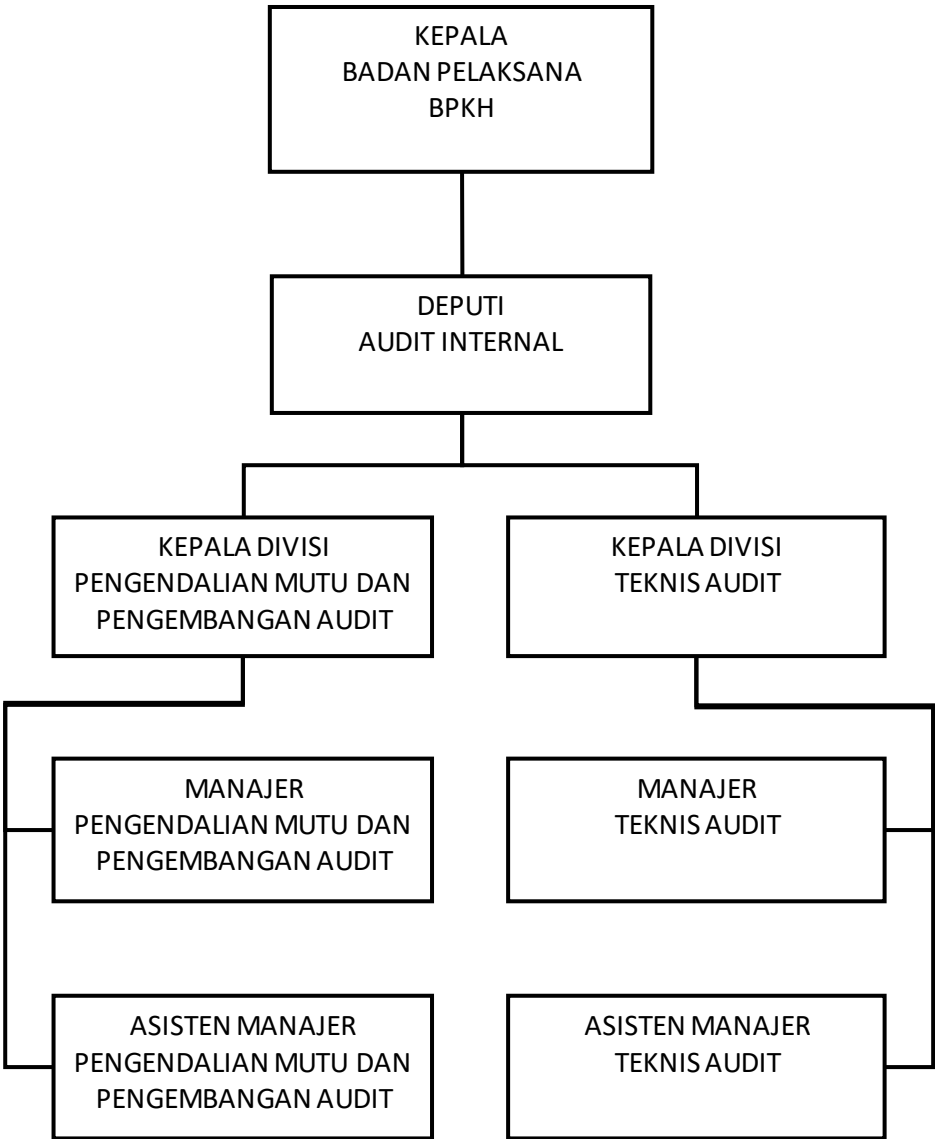 KEPALA
BADAN PELAKSANA
BPKH
DEPUTI
AUDIT INTERNAL
KEPALA DIVISI
PENGENDALIAN MUTU DAN
PENGEMBANGAN AUDIT
KEPALA DIVISI
TEKNIS AUDIT
MANAJER
PENGENDALIAN MUTU DAN
PENGEMBANGAN AUDIT
MANAJER
TEKNIS AUDIT
ASISTEN MANAJER
PENGENDALIAN MUTU DAN
PENGEMBANGAN AUDIT
ASISTEN MANAJER
TEKNIS AUDIT